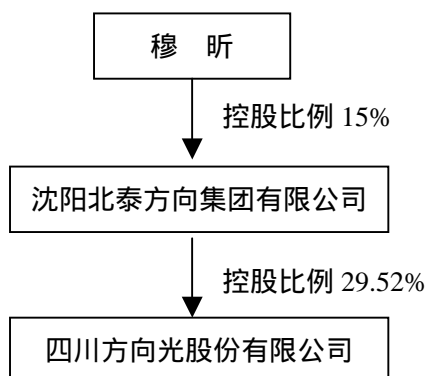 穆　昕
控股比例 15%
沈阳北泰方向集团有限公司
控股比例 29.52%
四川方向光股份有限公司